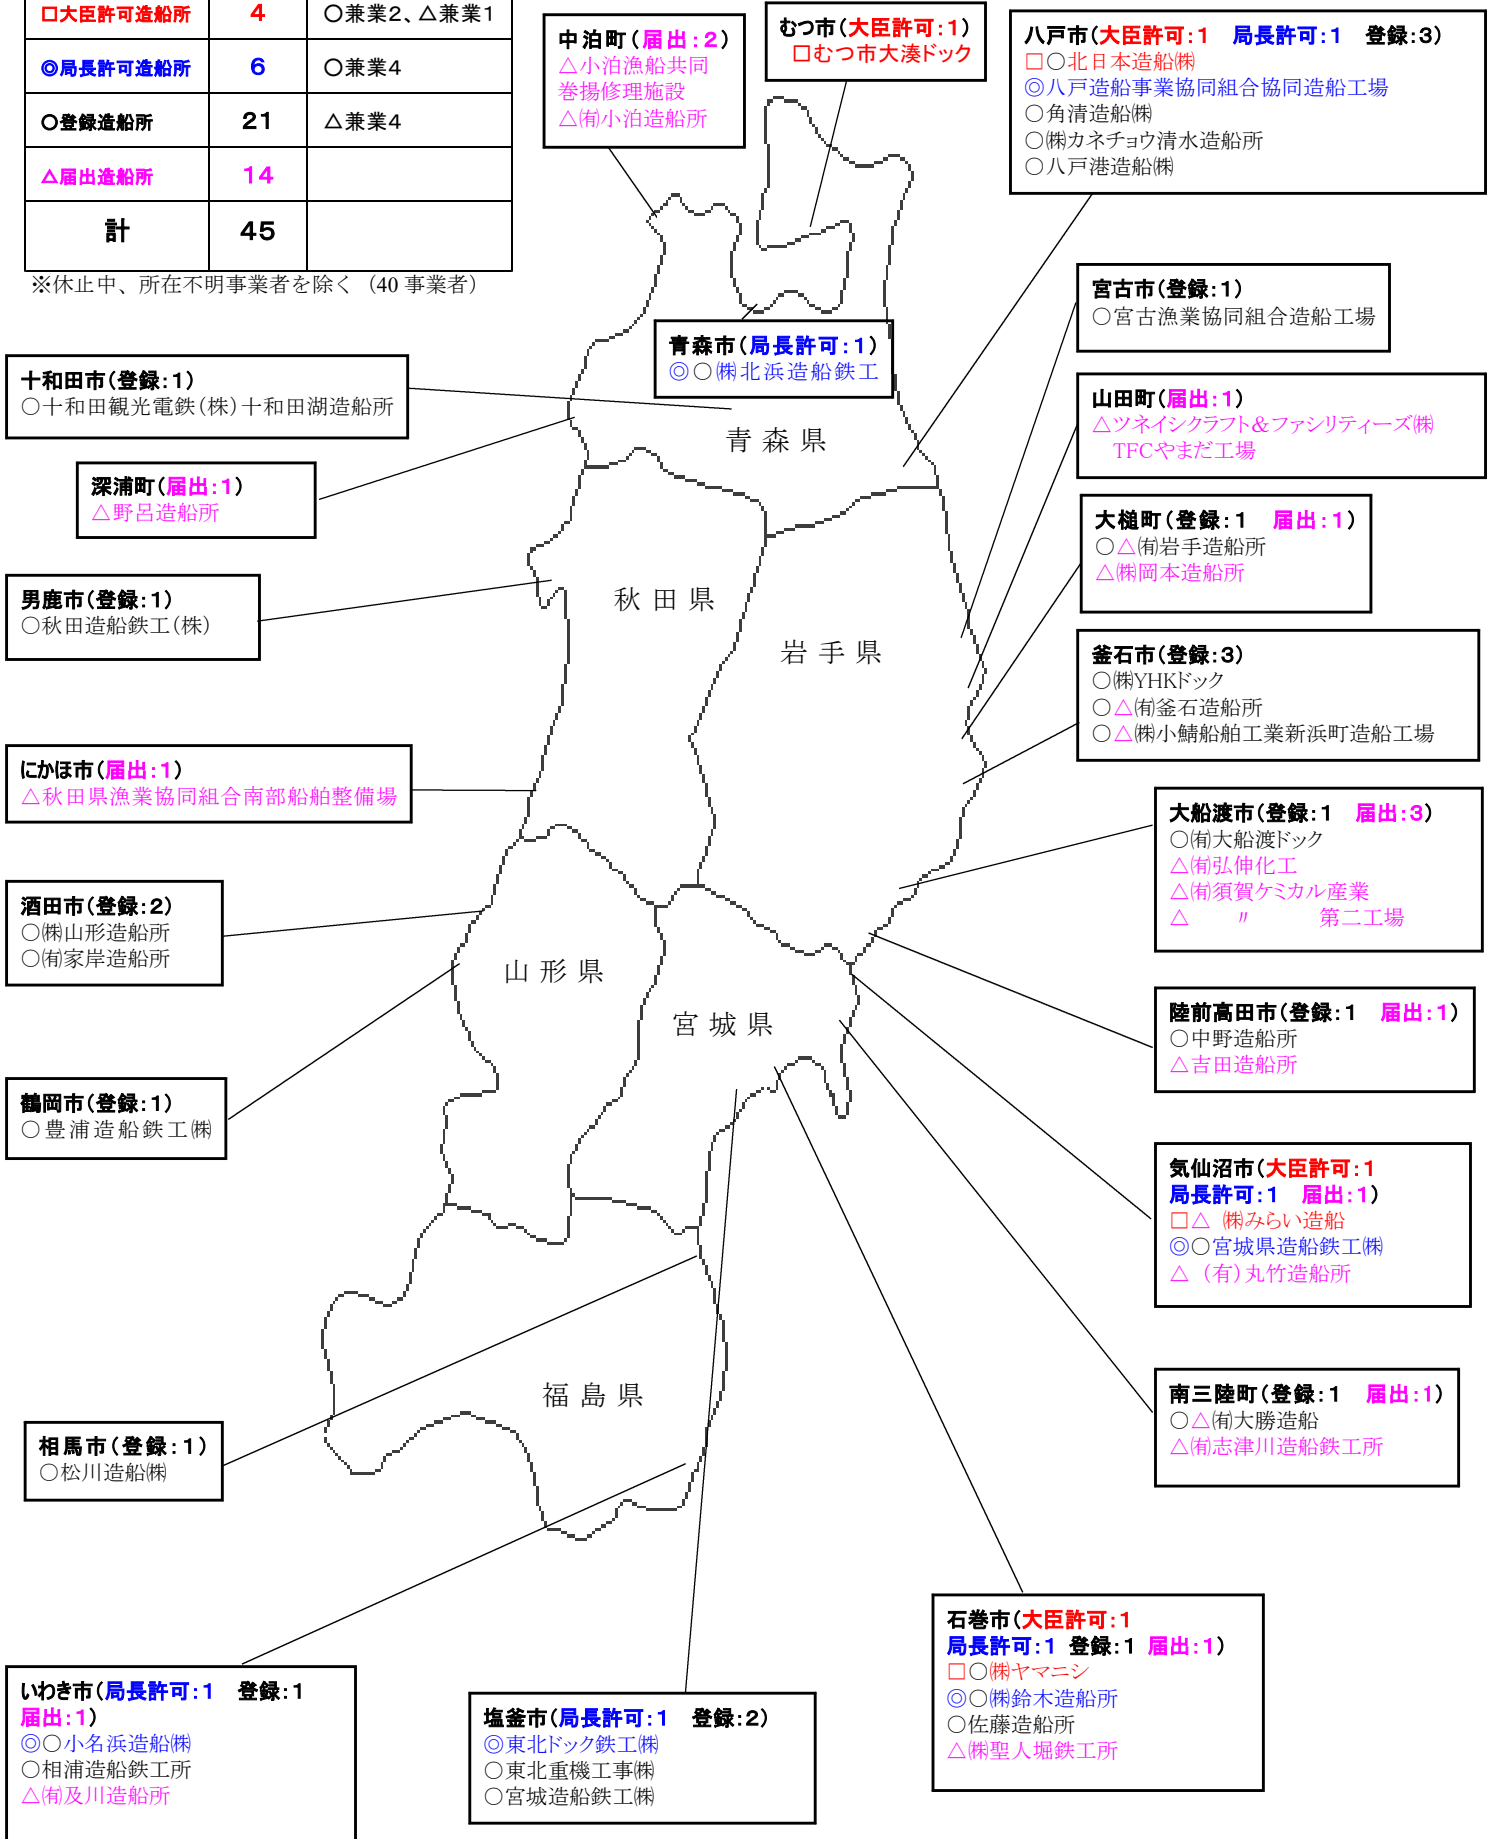 □大臣許可造船所 4 ○兼業2、△兼業1
◎局長許可造船所 6 ○兼業4
○登録造船所 21 △兼業4
△届出造船所 14
計 45
※休止中、所在不明事業者を除く（40 事業者）
中泊町(届出:2)
△小泊漁船共同
巻揚修理施設
△㈲小泊造船所
むつ市(大臣許可:1)
□むつ市大湊ドック
八戸市(大臣許可:1 局長許可:1 登録:3)
□○北日本造船㈱
◎八戸造船事業協同組合協同造船工場
○角清造船㈱
○㈱カネチョウ清水造船所
○八戸港造船㈱
青森市(局長許可:1)
◎○㈱北浜造船鉄工
宮古市(登録:1)
○宮古漁業協同組合造船工場
十和田市(登録:1)
○十和田観光電鉄(株)十和田湖造船所
山田町(届出:1)
△ツネイシクラフト&ファシリティーズ㈱
TFCやまだ工場
青森県
深浦町(届出:1)
△野呂造船所
大槌町(登録:1 届出:1)
○△㈲岩手造船所
△㈱岡本造船所
男鹿市(登録:1)
○秋田造船鉄工(株)
秋田県
岩手県
釜石市(登録:3)
○㈱YHKドック
○△㈲釜石造船所
○△㈱小鯖船舶工業新浜町造船工場
にかほ市(届出:1)
△秋田県漁業協同組合南部船舶整備場
大船渡市(登録:1 届出:3)
○㈲大船渡ドック
△㈲弘伸化工
△㈲須賀ケミカル産業
△ 〃 第二工場
酒田市(登録:2)
○㈱山形造船所
○㈲家岸造船所
山形県
宮城県
陸前高田市(登録:1 届出:1)
○中野造船所
△吉田造船所
鶴岡市(登録:1)
○豊浦造船鉄工㈱
気仙沼市(大臣許可:1
局長許可:1 届出:1)
□△ ㈱みらい造船
◎○宮城県造船鉄工㈱
△ (有)丸竹造船所
福島県
南三陸町(登録:1 届出:1)
○△㈲大勝造船
△㈲志津川造船鉄工所
相馬市(登録:1)
○松川造船㈱
石巻市(大臣許可:1
局長許可:1 登録:1 届出:1)
□○㈱ヤマニシ
◎○㈱鈴木造船所
○佐藤造船所
△㈱聖人堀鉄工所
いわき市(局長許可:1 登録:1
届出:1)
◎○小名浜造船㈱
○相浦造船鉄工所
△㈲及川造船所
塩釜市(局長許可:1 登録:2)
◎東北ドック鉄工㈱
○東北重機工事㈱
○宮城造船鉄工㈱